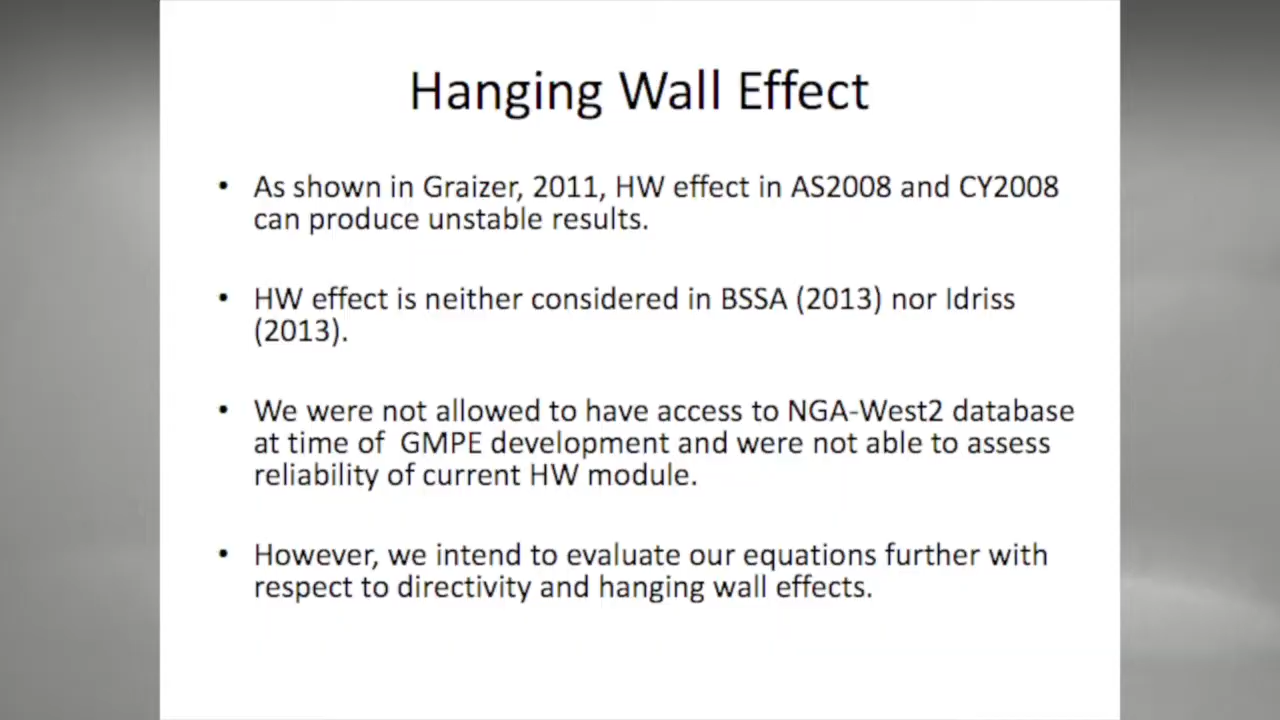 Hanging Wall Effect
• As shown in Graizer, 2011, HW effect in AS2008 and CY2008
can produce unstable results.
• HW effect is neither considered in BSSA (2013) nor Idriss
(2013).
• We were not allowed to have access to NGA-West2 database
at time of  GMPE development and were not able to assess
reliability of current HW module.
• However, we intend to evaluate our equations further with
respect to directivity and hanging wall effects.